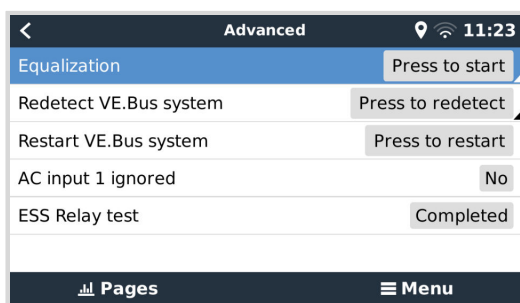 Advanced 11:23
Equalization Press to start
Redetect VE.Bus system Press to redetect
Restart VE.Bus system Press to restart
AC input 1 ignored No
ESS Relay test Completed
Pages Menu